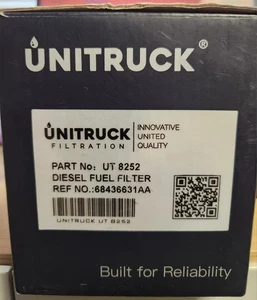 UNITRUCK®
UNITRUCK
FILTRATION
INNOVATIVE
UNITED
QUALITY
PART No: UT 8252
DIESEL FUEL FILTER
REF NO.:68436631AA
UNITRUCK UT 8252
Built for Reliability